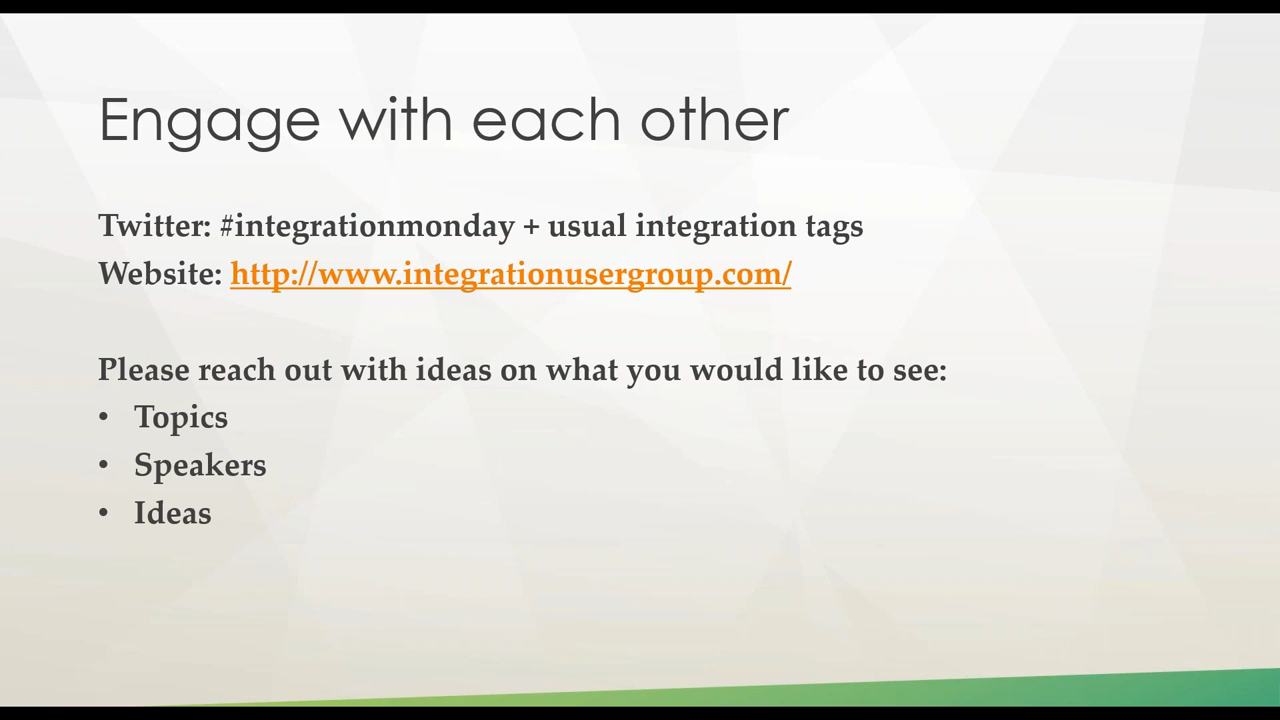 Engage with each other
Twitter: #integrationmonday + usual integration tags
Website: http://www.integrationusergroup.com/
Please reach out with ideas on what you would like to see:
• Topics
• Speakers
• Ideas